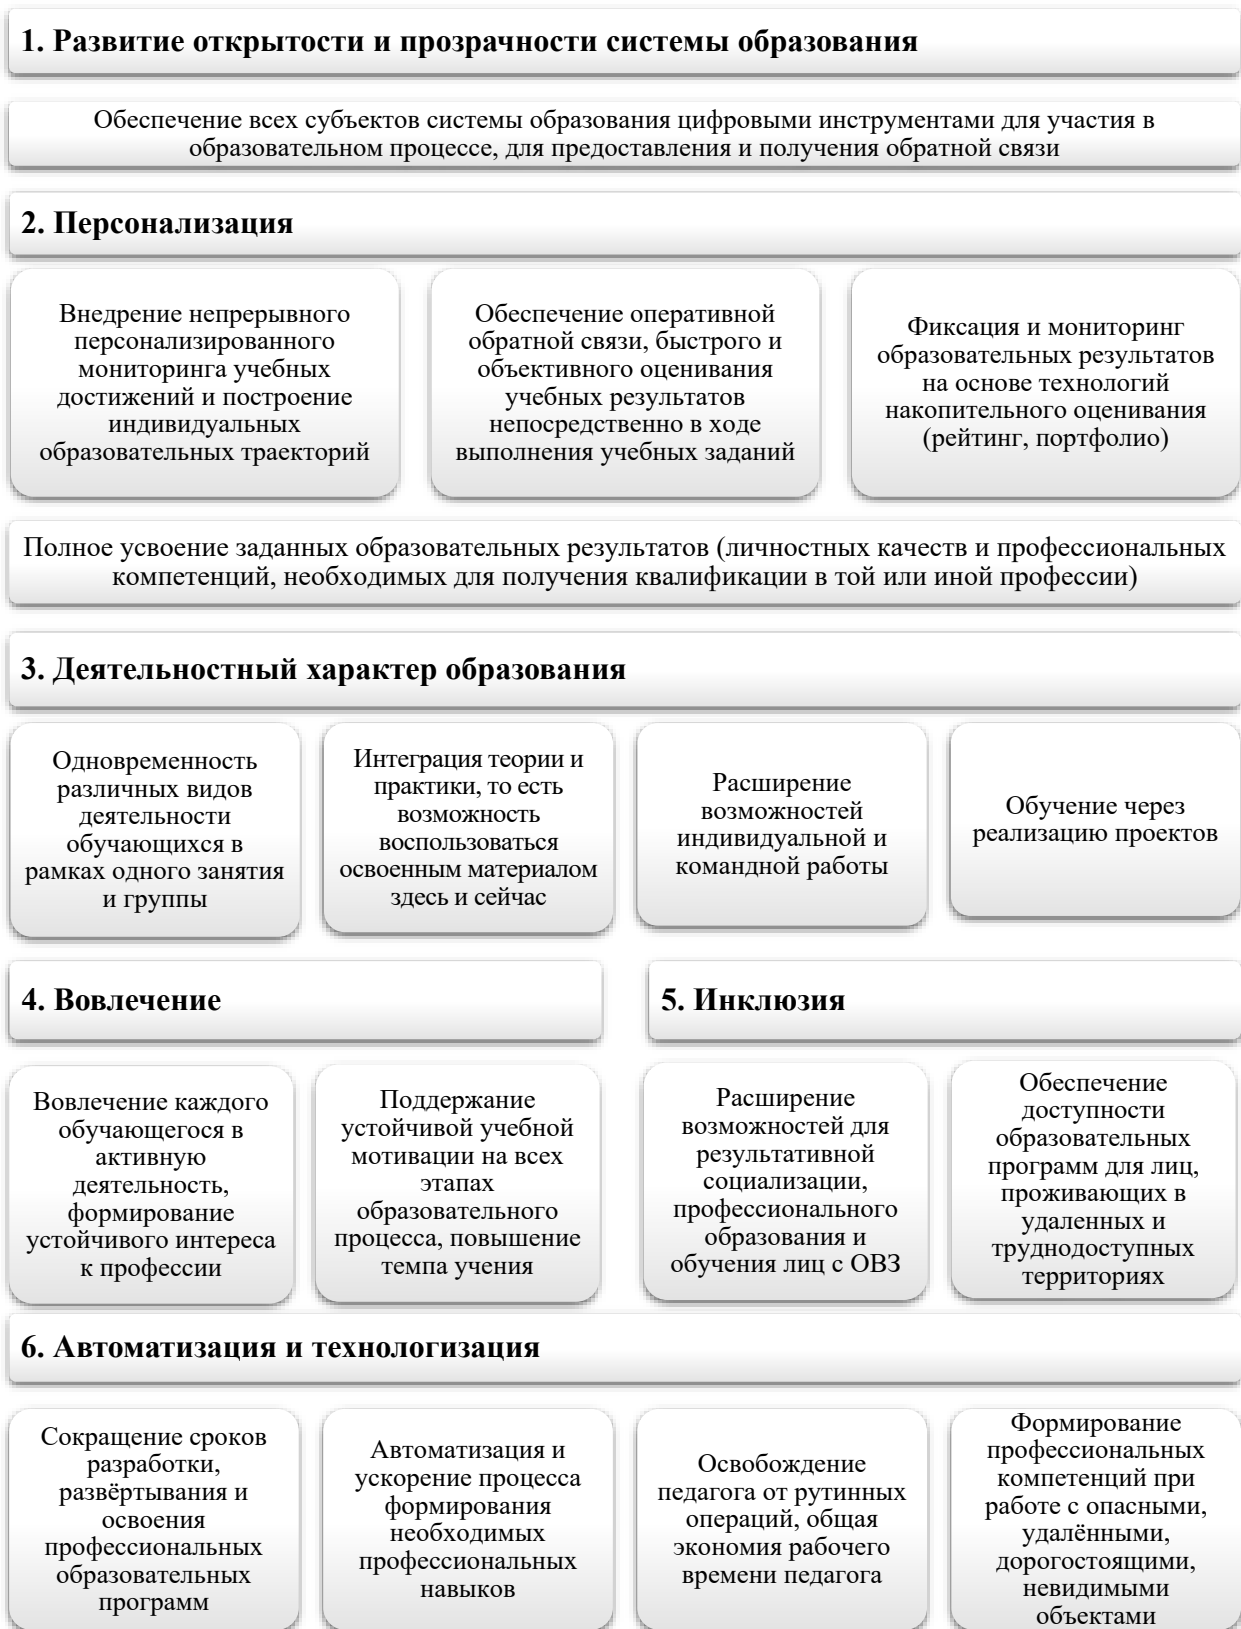 1. Развитие открытости и прозрачности системы образования
Обеспечение всех субъектов системы образования цифровыми инструментами для участия в
образовательном процессе, для предоставления и получения обратной связи
2. Персонализация
Внедрение непрерывного
персонализированного
мониторинга учебных
достижений и построение
индивидуальных
образовательных траекторий
Обеспечение оперативной
обратной связи, быстрого и
объективного оценивания
учебных результатов
непосредственно в ходе
выполнения учебных заданий
Фиксация и мониторинг
образовательных результатов
на основе технологий
накопительного оценивания
(рейтинг, портфолио)
Полное усвоение заданных образовательных результатов (личностных качеств и профессиональных
компетенций, необходимых для получения квалификации в той или иной профессии)
3. Деятельностный характер образования
Одновременность
различных видов
деятельности
обучающихся в
рамках одного занятия
и группы
Интеграция теории и
практики, то есть
возможность
воспользоваться
освоенным материалом
здесь и сейчас
Расширение
возможностей
индивидуальной и
командной работы
Обучение через
реализацию проектов
4. Вовлечение
Вовлечение каждого
обучающегося в
активную
деятельность,
формирование
устойчивого интереса
к профессии
Поддержание
устойчивой учебной
мотивации на всех
этапах
образовательного
процесса, повышение
темпа учения
5. Инклюзия
Расширение
возможностей для
результативной
социализации,
профессионального
образования и
обучения лиц с ОВЗ
Обеспечение
доступности
образовательных
программ для лиц,
проживающих в
удаленных и
труднодоступных
территориях
6. Автоматизация и технологизация
Сокращение сроков
разработки,
развёртывания и
освоения
профессиональных
образовательных
программ
Автоматизация и
ускорение процесса
формирования
необходимых
профессиональных
навыков
Освобождение
педагога от рутинных
операций, общая
экономия рабочего
времени педагога
Формирование
профессиональных
компетенций при
работе с опасными,
удалёнными,
дорогостоящими,
невидимыми
объектами